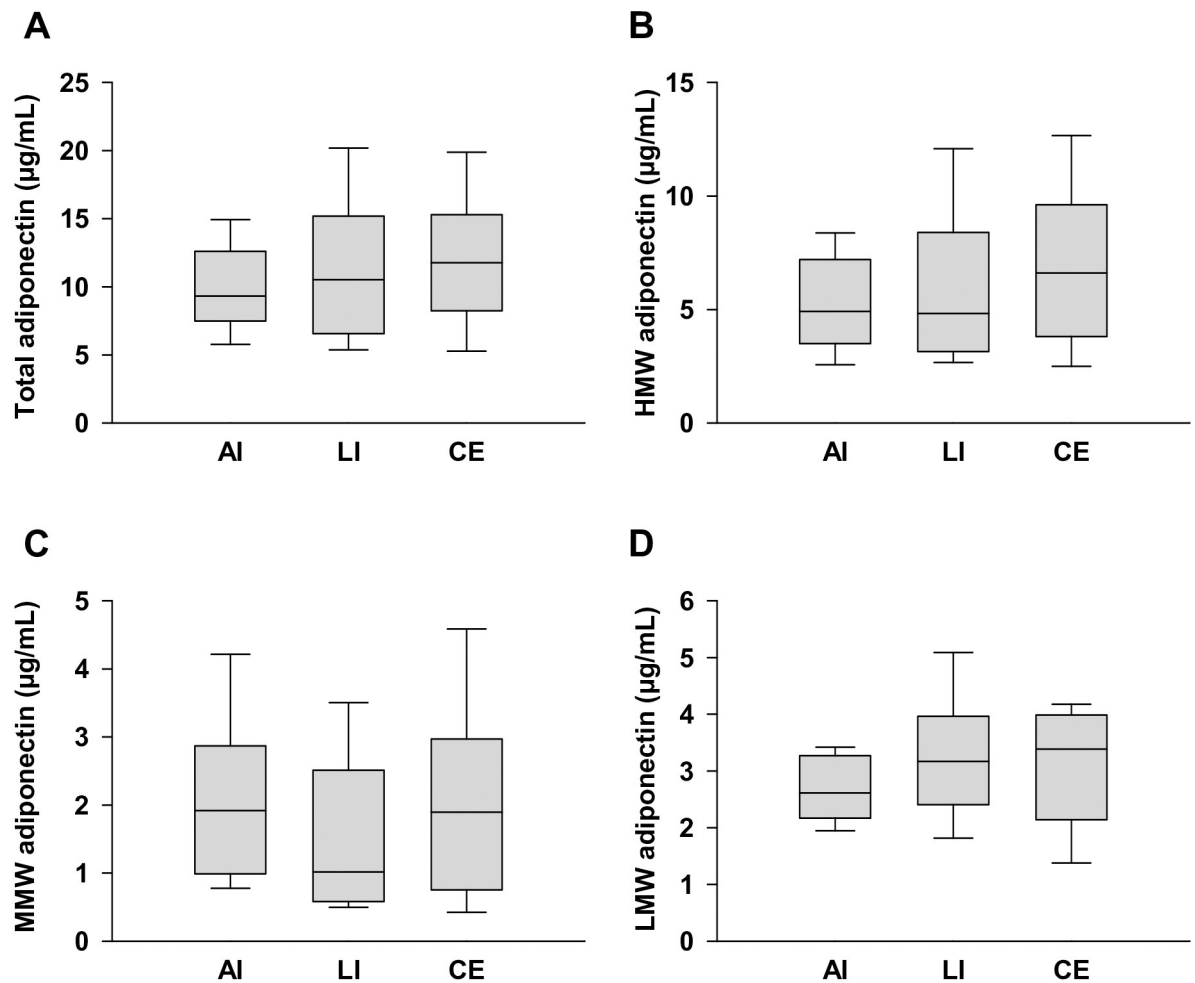 A
Total adiponectin (µg/mL)
25
20
15
10
5
0
AI LI CE
B
HMW adiponectin (µg/mL)
15
10
5
0
AI LI CE
C
MMW adiponectin (µg/mL)
5
4
3
2
1
0
AI LI CE
D
LMW adiponectin (µg/mL)
6
5
4
3
2
1
0
AI LI CE